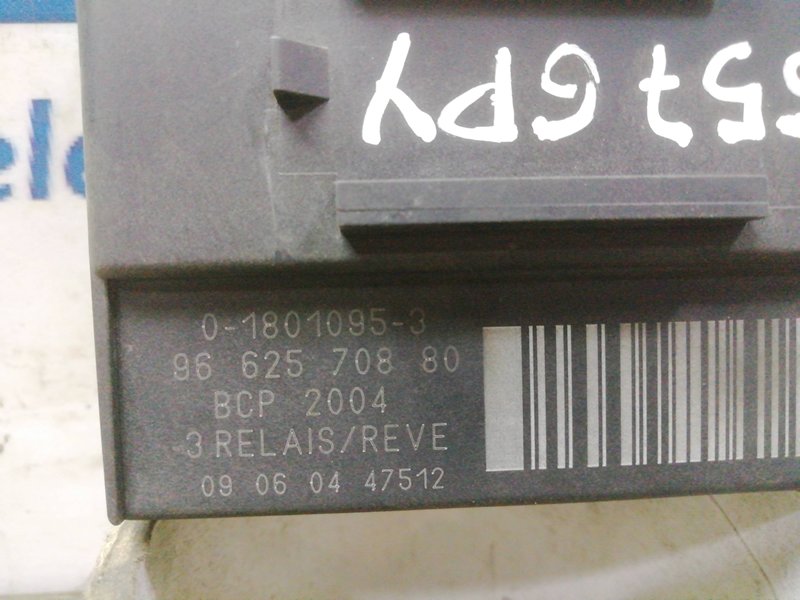 557 GPY
0-1801095-3
96 625 708 80
BCP 2004
-3 RELAIS/REVE
09 06 04 47512